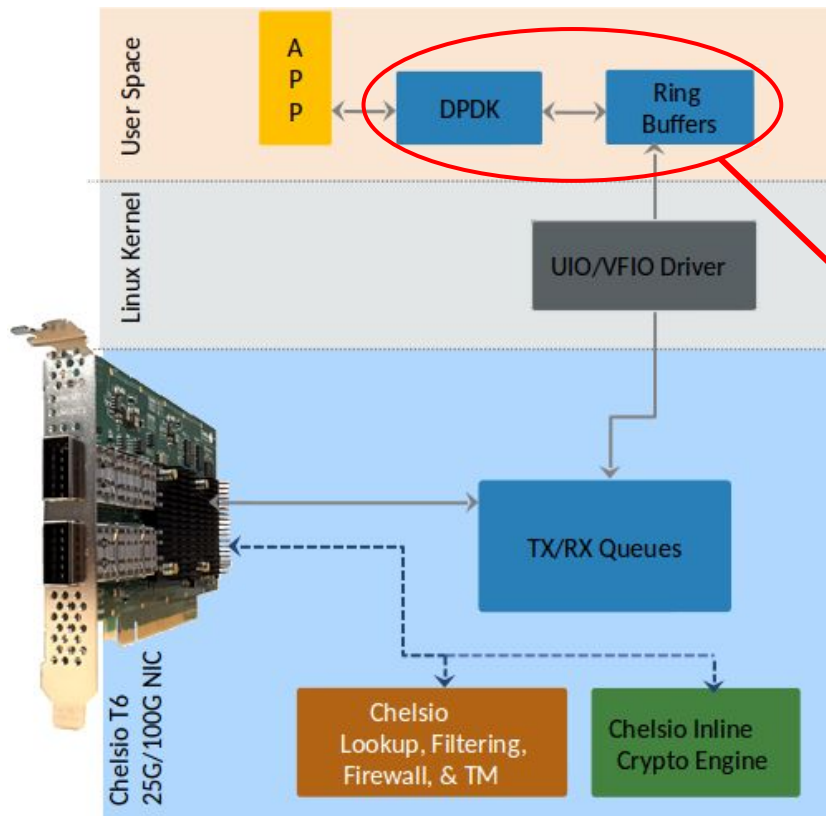 User Space
A
P
P
DPDK
Ring
Buffers
Linux Kernel
UIO/VFIO Driver
Chelsio T6
25G/100G NIC
TX/RX Queues
Chelsio
Lookup, Filtering,
Firewall, & TM
Chelsio Inline
Crypto Engine